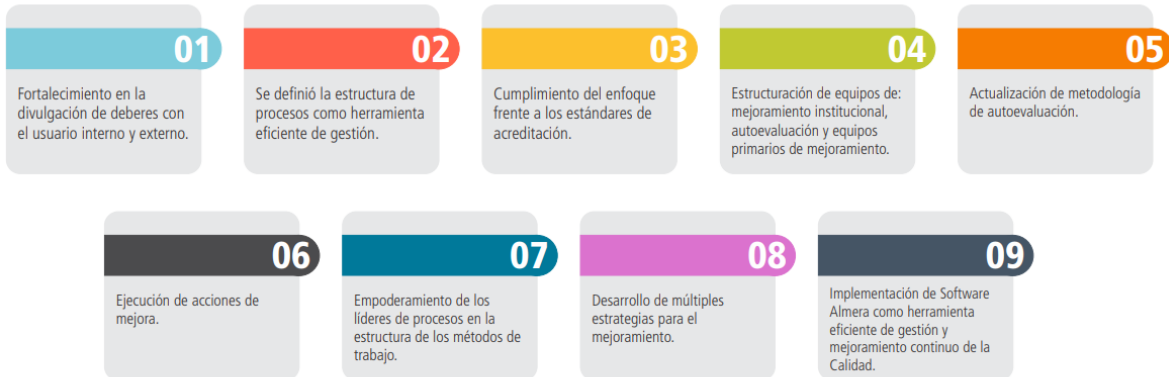 01
Fortalecimiento en la
divulgación de deberes con
el usuario interno y externo.
02
Se definió la estructura de
procesos como herramienta
eficiente de gestión.
03
Cumplimiento del enfoque
frente a los estándares de
acreditación.
04
Estructuración de equipos de:
mejoramiento institucional,
autoevaluación y equipos
primarios de mejoramiento.
05
Actualización de metodología
de autoevaluación.
06
Ejecución de acciones de
mejora.
07
Empoderamiento de los
líderes de procesos en la
estructura de los métodos de
trabajo.
08
Desarrollo de múltiples
estrategias para el
mejoramiento.
09
Implementación de Software
Almera como herramienta
eficiente de gestión y
mejoramiento continuo de la
Calidad.